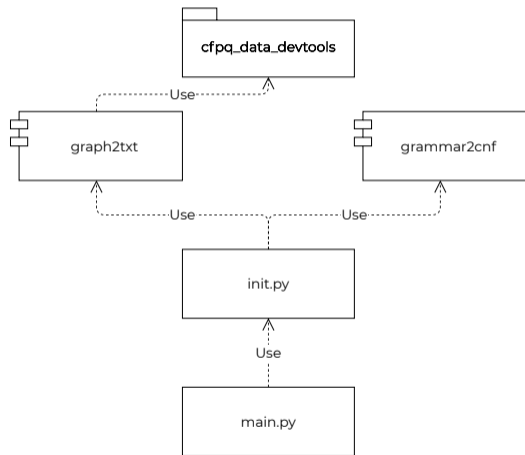 cfpq_data_devtools
Use
graph2txt
grammar2cnf
Use
Use
init.py
Use
main.py